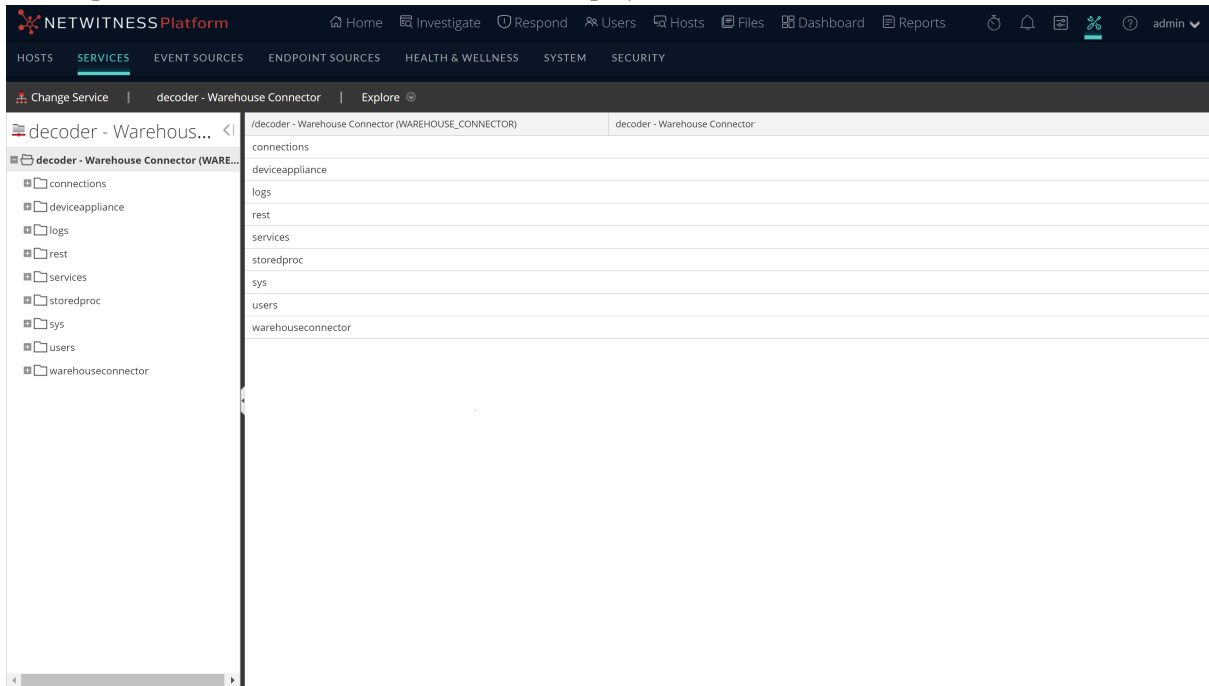 NETWITNESS Platform Home Investigate Respond Users Hosts Files Dashboard Reports admin
HOSTS SERVICES EVENT SOURCES ENDPOINT SOURCES HEALTH & WELLNESS SYSTEM SECURITY
Change Service | decoder - Warehouse Connector | Explore
decoder - Warehous...
decoder - Warehouse Connector (WARE...
connections
deviceappliance
logs
rest
services
storedproc
sys
users
warehouseconnector
/decoder - Warehouse Connector (WAREHOUSE_CONNECTOR) decoder - Warehouse Connector
connections
deviceappliance
logs
rest
services
storedproc
sys
users
warehouseconnector